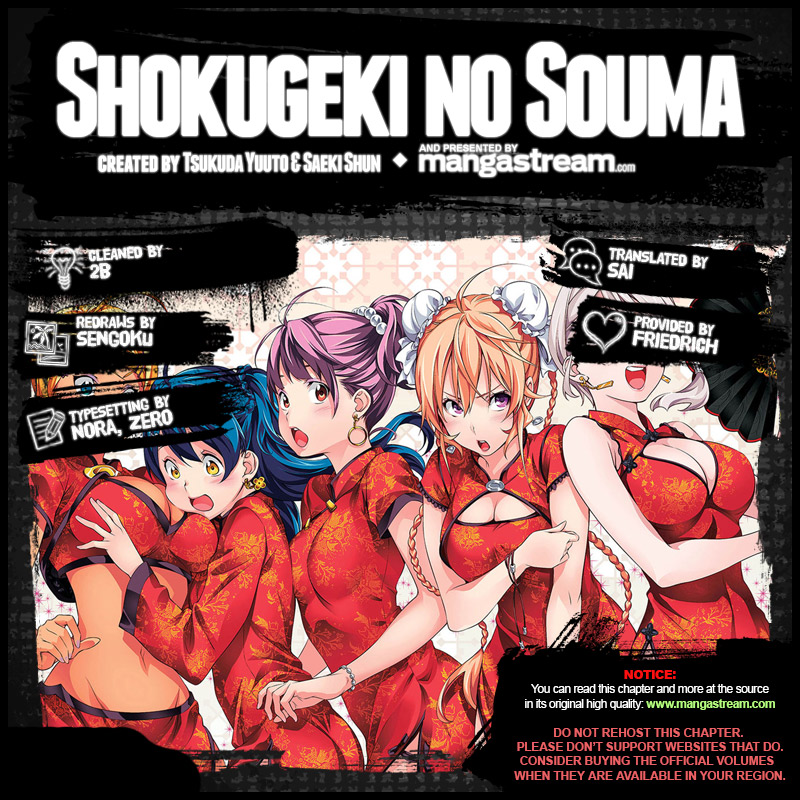 SHOKUGEKI NO SOUMA
CREATED BY TSUKUDA YUUTO & SAEKI SHUN ◆ AND PRESENTED BY mangastream.com
CLEANED BY
2B
REDRAWS BY
SENGOKU
TYPESETTING BY
NORA, ZERO
TRANSLATED BY
SAI
PROVIDED BY
FRIEDRICH
NOTICE:
You can read this chapter and more at the source
in its original high quality: www.mangastream.com
DO NOT REHOST THIS CHAPTER.
PLEASE DON'T SUPPORT WEBSITES THAT DO.
CONSIDER BUYING THE OFFICIAL VOLUMES
WHEN THEY ARE AVAILABLE IN YOUR REGION.